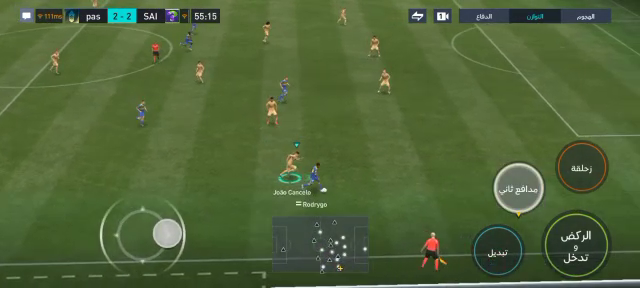 111ms pas 2 - 2 SAI 55:15
الدفاع التوازن الهجوم
1
زحلقة
مدافع ثاني
João Cancelo
Rodrygo
الركض
و
تدخل
تبديل